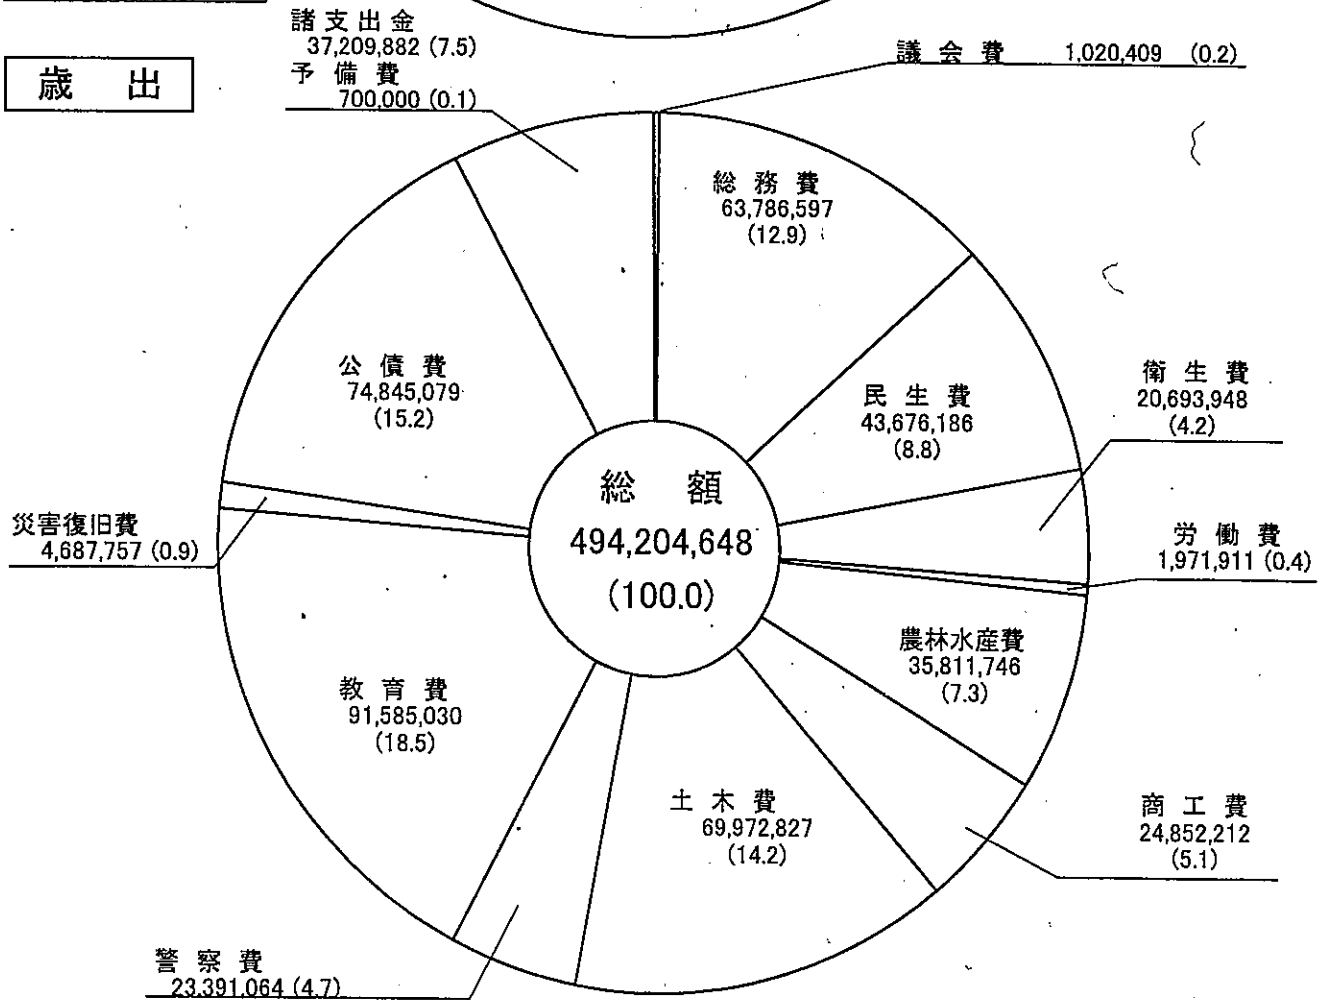 歳 出
諸支出金
37,209,882 (7.5)
予備費
700,000 (0.1)
議会費 1,020,409 (0.2)
総務費
63,786,597
(12.9)
民生費
43,676,186
(8.8)
衛生費
20,693,948
(4.2)
労働費
1,971,911 (0.4)
農林水産費
35,811,746
(7.3)
商工費
24,852,212
(5.1)
土木費
69,972,827
(14.2)
警察費
23,391,064 (4.7)
教育費
91,585,030
(18.5)
災害復旧費
4,687,757 (0.9)
公債費
74,845,079
(15.2)
総 額
494,204,648
(100.0)